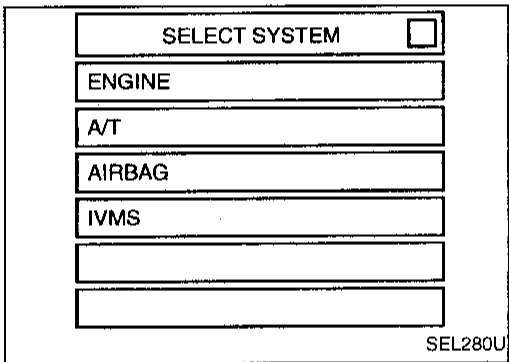 SELECT SYSTEM
ENGINE
A/T
AIRBAG
IVMS
SEL280U